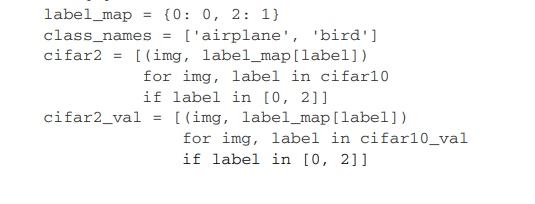 label_map = {0: 0, 2: 1}
class_names = ['airplane', 'bird']
cifar2 = [(img, label_map[label])
          for img, label in cifar10
          if label in [0, 2]]
cifar2_val = [(img, label_map[label])
              for img, label in cifar10_val
              if label in [0, 2]]